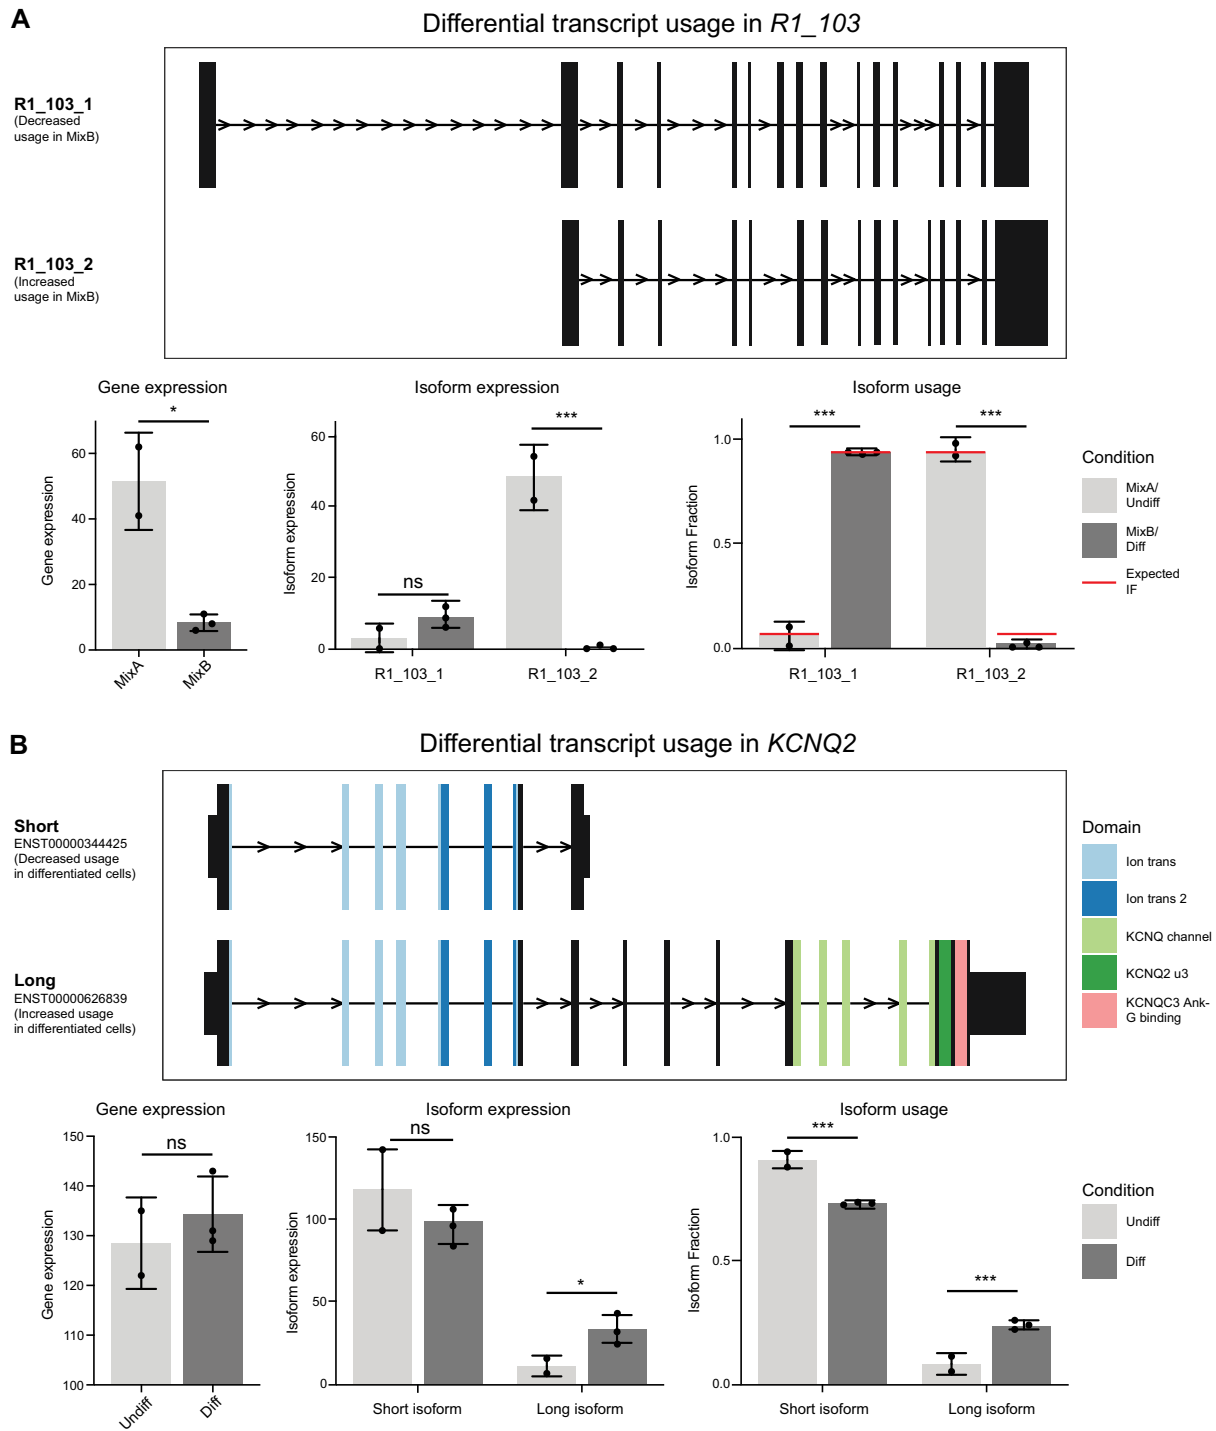 A
Differential transcript usage in R1_103
R1_103_1
(Decreased
usage in MixB)
R1_103_2
(Increased
usage in MixB)
Gene expression
Gene expression
60
40
20
0
*
MixA
MixB
Isoform expression
Isoform expression
60
40
20
0
ns
***
R1_103_1
R1_103_2
Isoform usage
Isoform Fraction
1.0
0.5
0.0
***
***
R1_103_1
R1_103_2
Condition
MixA/
Undiff
MixB/
Diff
Expected
IF
B
Differential transcript usage in KCNQ2
Short
ENST00000344425
(Decreased usage
in differentiated cells)
Long
ENST00000626839
(Increased usage
in differentiated cells)
Domain
Ion trans
Ion trans 2
KCNQ channel
KCNQ2 u3
KCNQC3 Ank-
G binding
Gene expression
Gene expression
150
140
130
120
110
100
ns
Undiff
Diff
Isoform expression
Isoform expression
150
100
50
0
ns
*
Short isoform
Long isoform
Isoform usage
Isoform Fraction
1.0
0.5
0.0
***
***
Short isoform
Long isoform
Condition
Undiff
Diff